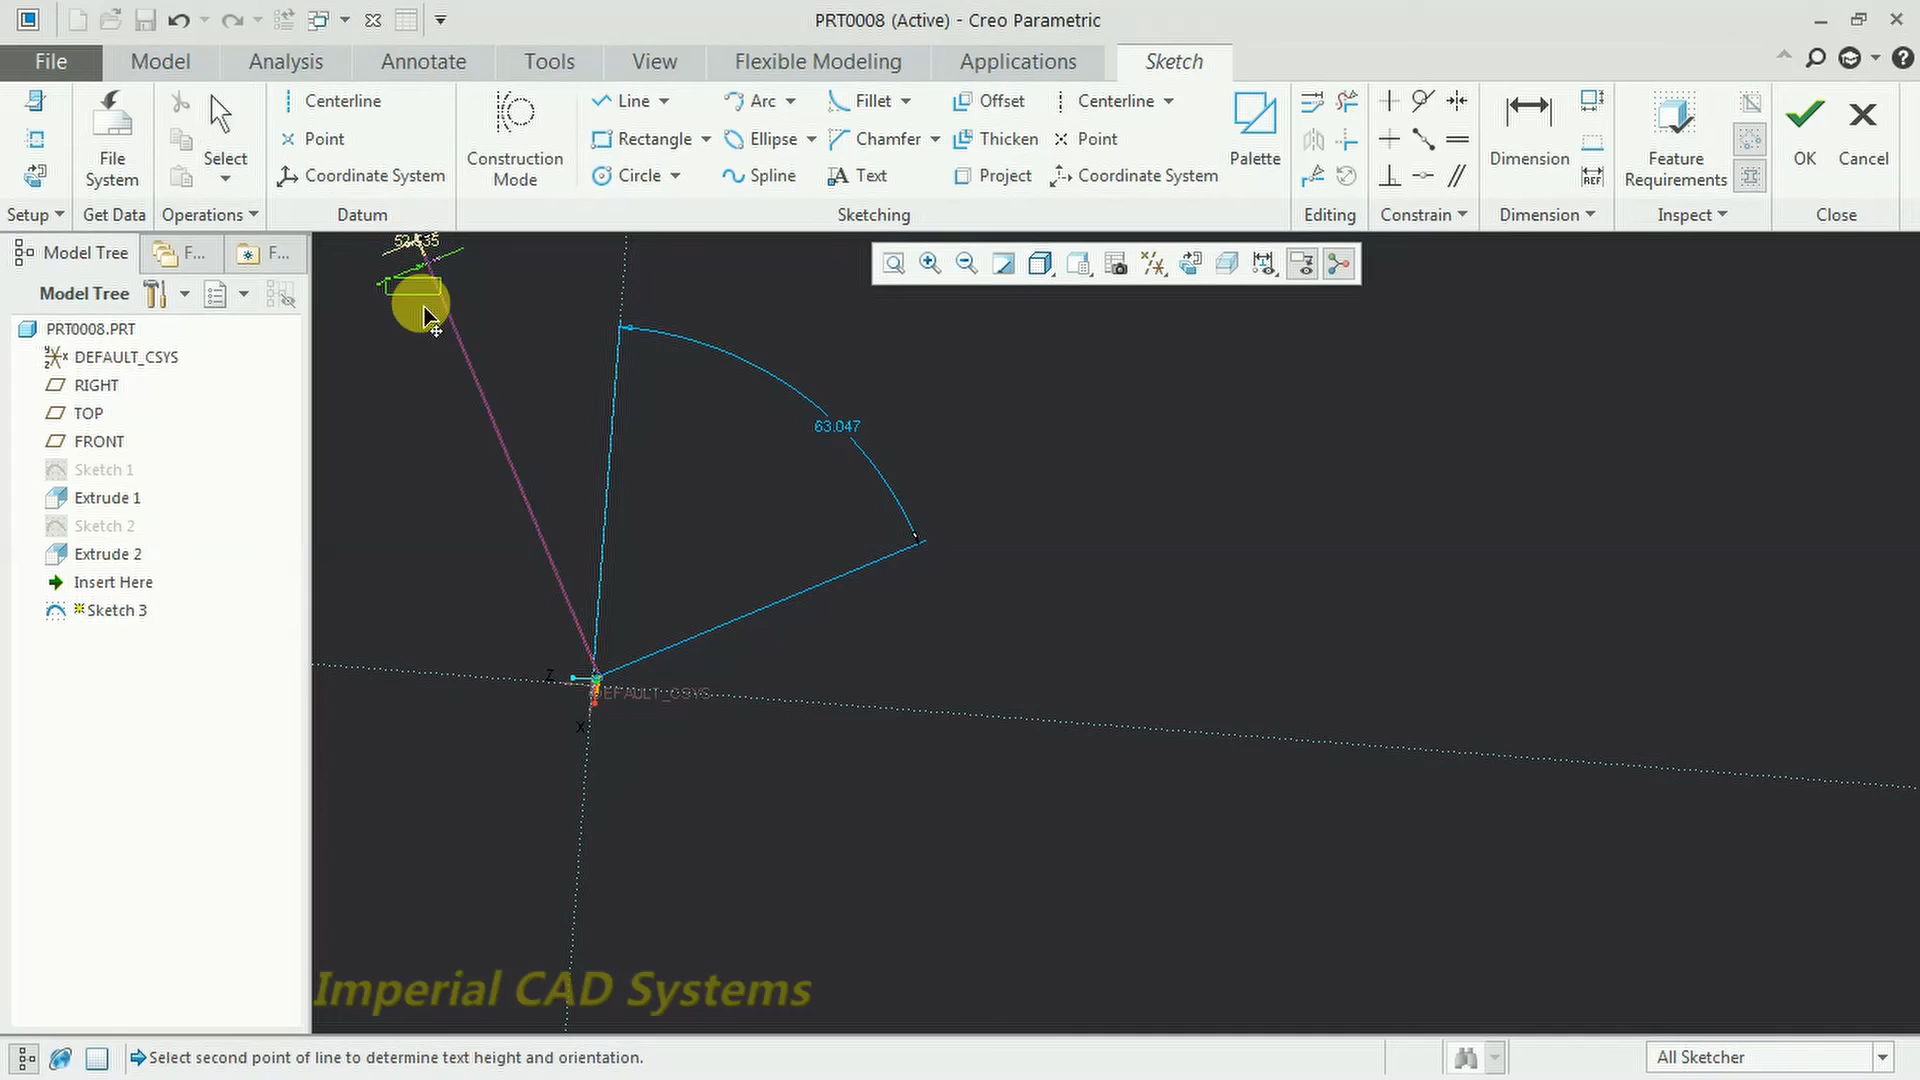 PRT0008 (Active) - Creo Parametric
File Model Analysis Annotate Tools View Flexible Modeling Applications Sketch
Centerline Line Arc Fillet Offset Centerline
Point Rectangle Ellipse Chamfer Thicken Point
File System Select Construction Mode Palette Dimension Feature Requirements OK Cancel
Coordinate System Circle Spline Text Project Coordinate System
REF
Setup Get Data Operations Datum Sketching Editing Constrain Dimension Inspect Close
Model Tree F... F...
Model Tree
PRT0008.PRT
DEFAULT_CSYS
RIGHT
TOP
FRONT
Sketch 1
Extrude 1
Sketch 2
Extrude 2
Insert Here
Sketch 3
63.047
Z
DEFAULT_CSYS
X
Imperial CAD Systems
Select second point of line to determine text height and orientation.
All Sketcher